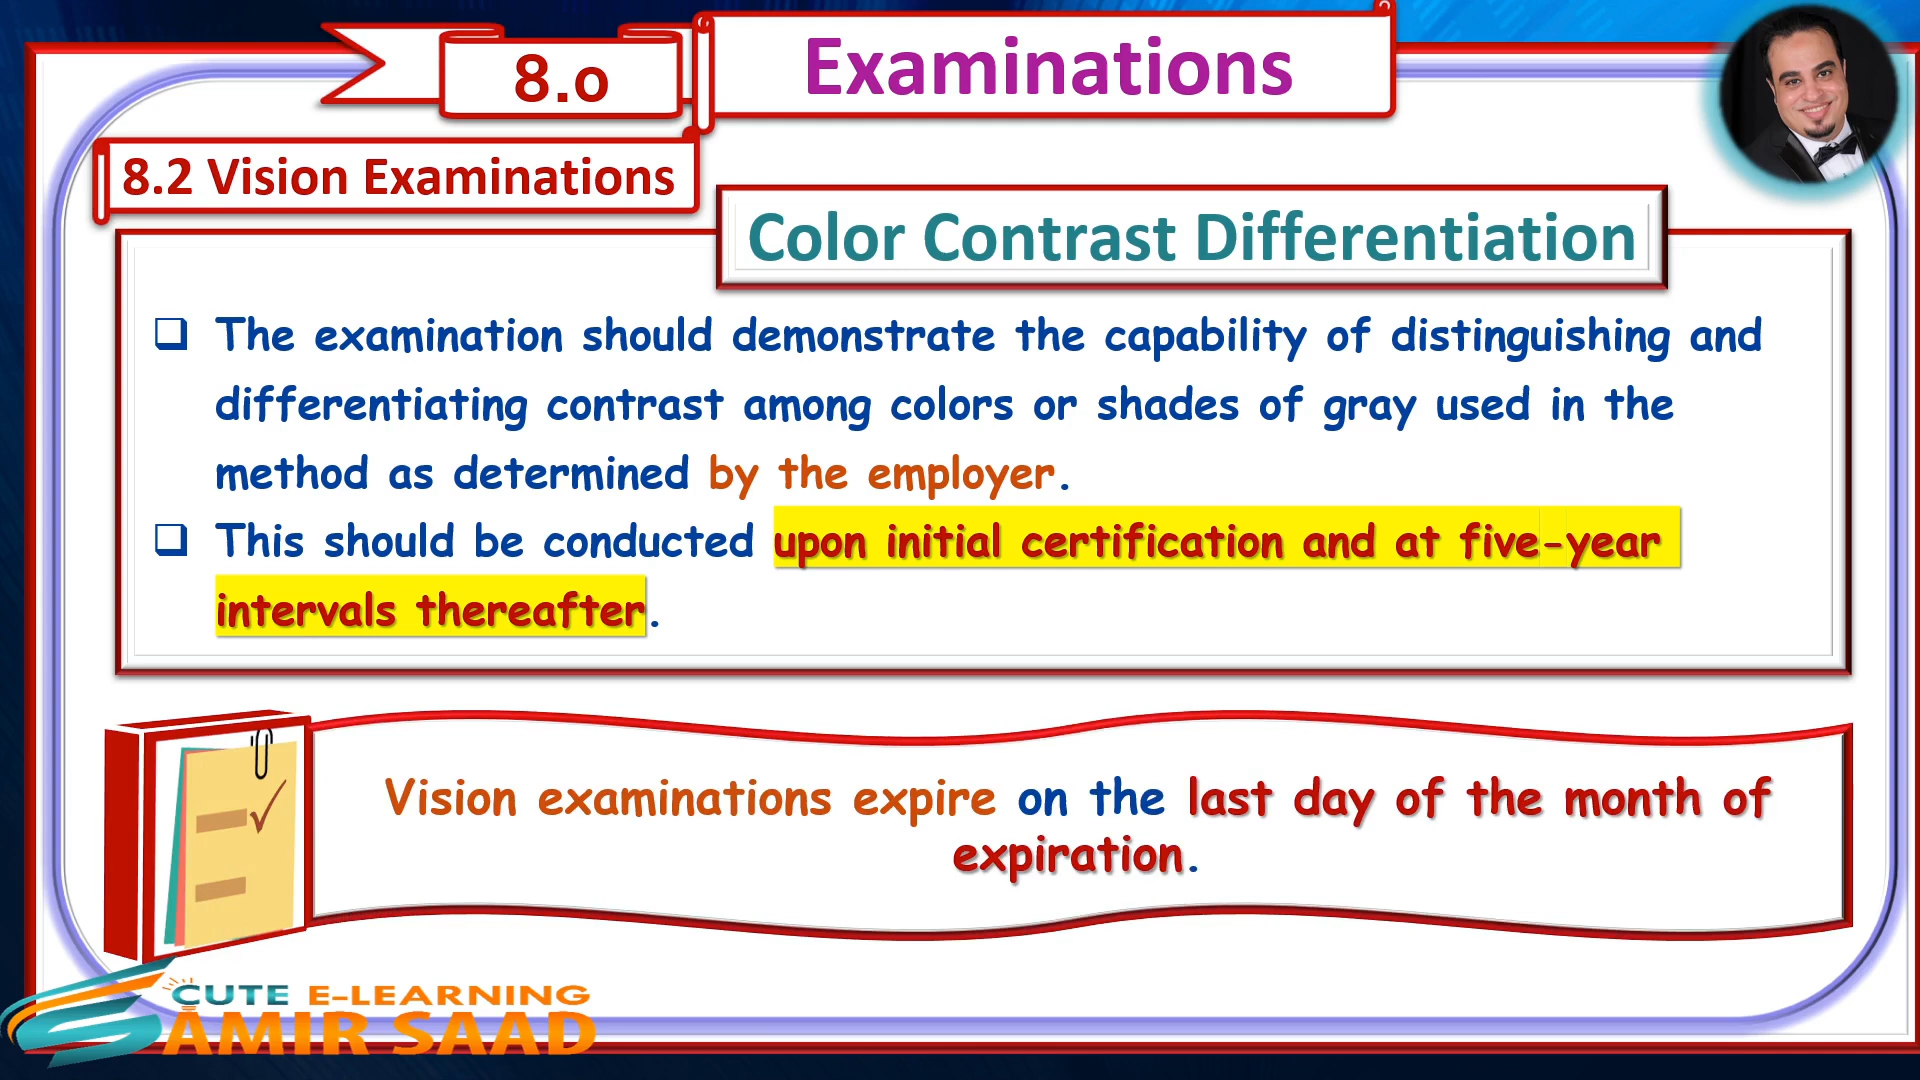 8.0
Examinations
8.2 Vision Examinations
Color Contrast Differentiation
❑ The examination should demonstrate the capability of distinguishing and
differentiating contrast among colors or shades of gray used in the
method as determined by the employer.
❑ This should be conducted upon initial certification and at five-year
intervals thereafter.
Vision examinations expire on the last day of the month of
expiration.
CUTE E-LEARNING
AMIR SAAD